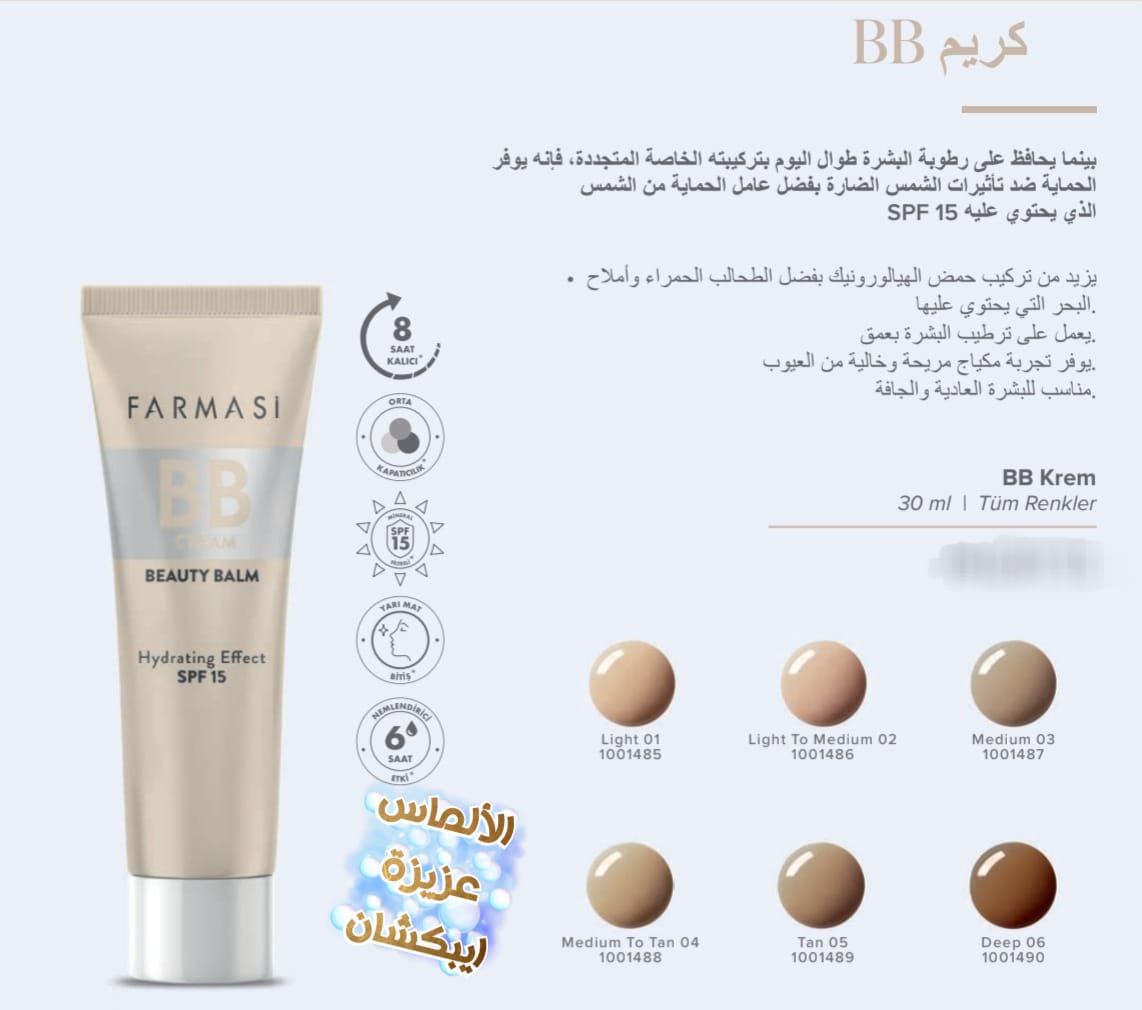 كريم BB
بينما يحافظ على رطوبة البشرة طوال اليوم بتركيبته الخاصة المتجددة، فإنه يوفر
الحماية ضد تأثيرات الشمس الضارة بفضل عامل الحماية من الشمس
الذي يحتوي عليه SPF 15
يزيد من تركيب حمض الهيالورونيك بفضل الطحالب الحمراء وأملاح •
.البحر التي يحتوي عليها
.يعمل على ترطيب البشرة بعمق
.يوفر تجربة مكياج مريحة وخالية من العيوب
.مناسب للبشرة العادية والجافة
BB Krem
30 ml | Tüm Renkler
FARMASi
BB
CREAM
BEAUTY BALM
Hydrating Effect
SPF 15
8
SAAT
KALICI*
ORTA
KAPATICILIK*
MİNERAL
SPF
15
FİLTRELİ*
YARI MAT
BİTİŞ*
NEMLENDİRİCİ
6
SAAT
ETKİ*
الألماس
عزيزة
ايبكشان
Light 01
1001485
Light To Medium 02
1001486
Medium 03
1001487
Medium To Tan 04
1001488
Tan 05
1001489
Deep 06
1001490